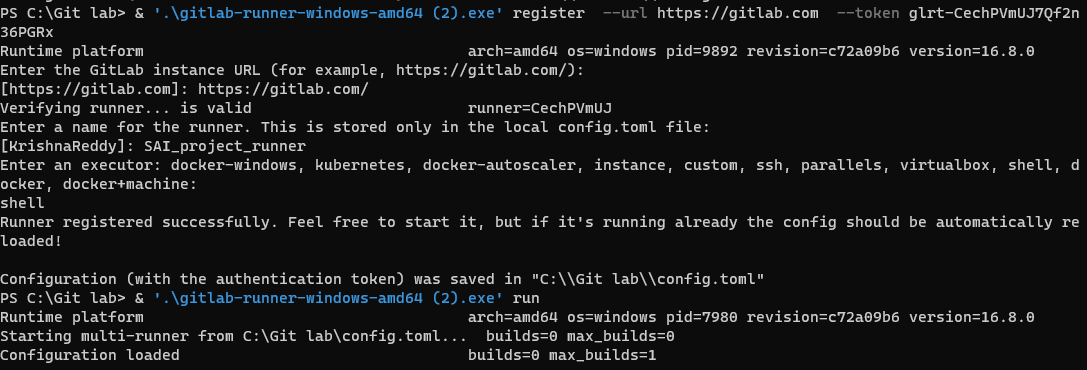 PS C:\Git lab> & '.\gitlab-runner-windows-amd64 (2).exe' register  --url https://gitlab.com  --token glrt-CechPVmUJ7Qf2n
36PGRx
Runtime platform                                    arch=amd64 os=windows pid=9892 revision=c72a09b6 version=16.8.0
Enter the GitLab instance URL (for example, https://gitlab.com/):
[https://gitlab.com]: https://gitlab.com/
Verifying runner... is valid                        runner=CechPVmUJ
Enter a name for the runner. This is stored only in the local config.toml file:
[KrishnaReddy]: SAI_project_runner
Enter an executor: docker-windows, kubernetes, docker-autoscaler, instance, custom, ssh, parallels, virtualbox, shell, d
ocker, docker+machine:
shell
Runner registered successfully. Feel free to start it, but if it's running already the config should be automatically re
loaded!

Configuration (with the authentication token) was saved in "C:\\Git lab\\config.toml"
PS C:\Git lab> & '.\gitlab-runner-windows-amd64 (2).exe' run
Runtime platform                                    arch=amd64 os=windows pid=7980 revision=c72a09b6 version=16.8.0
Starting multi-runner from C:\Git lab\config.toml...  builds=0 max_builds=0
Configuration loaded                                builds=0 max_builds=1